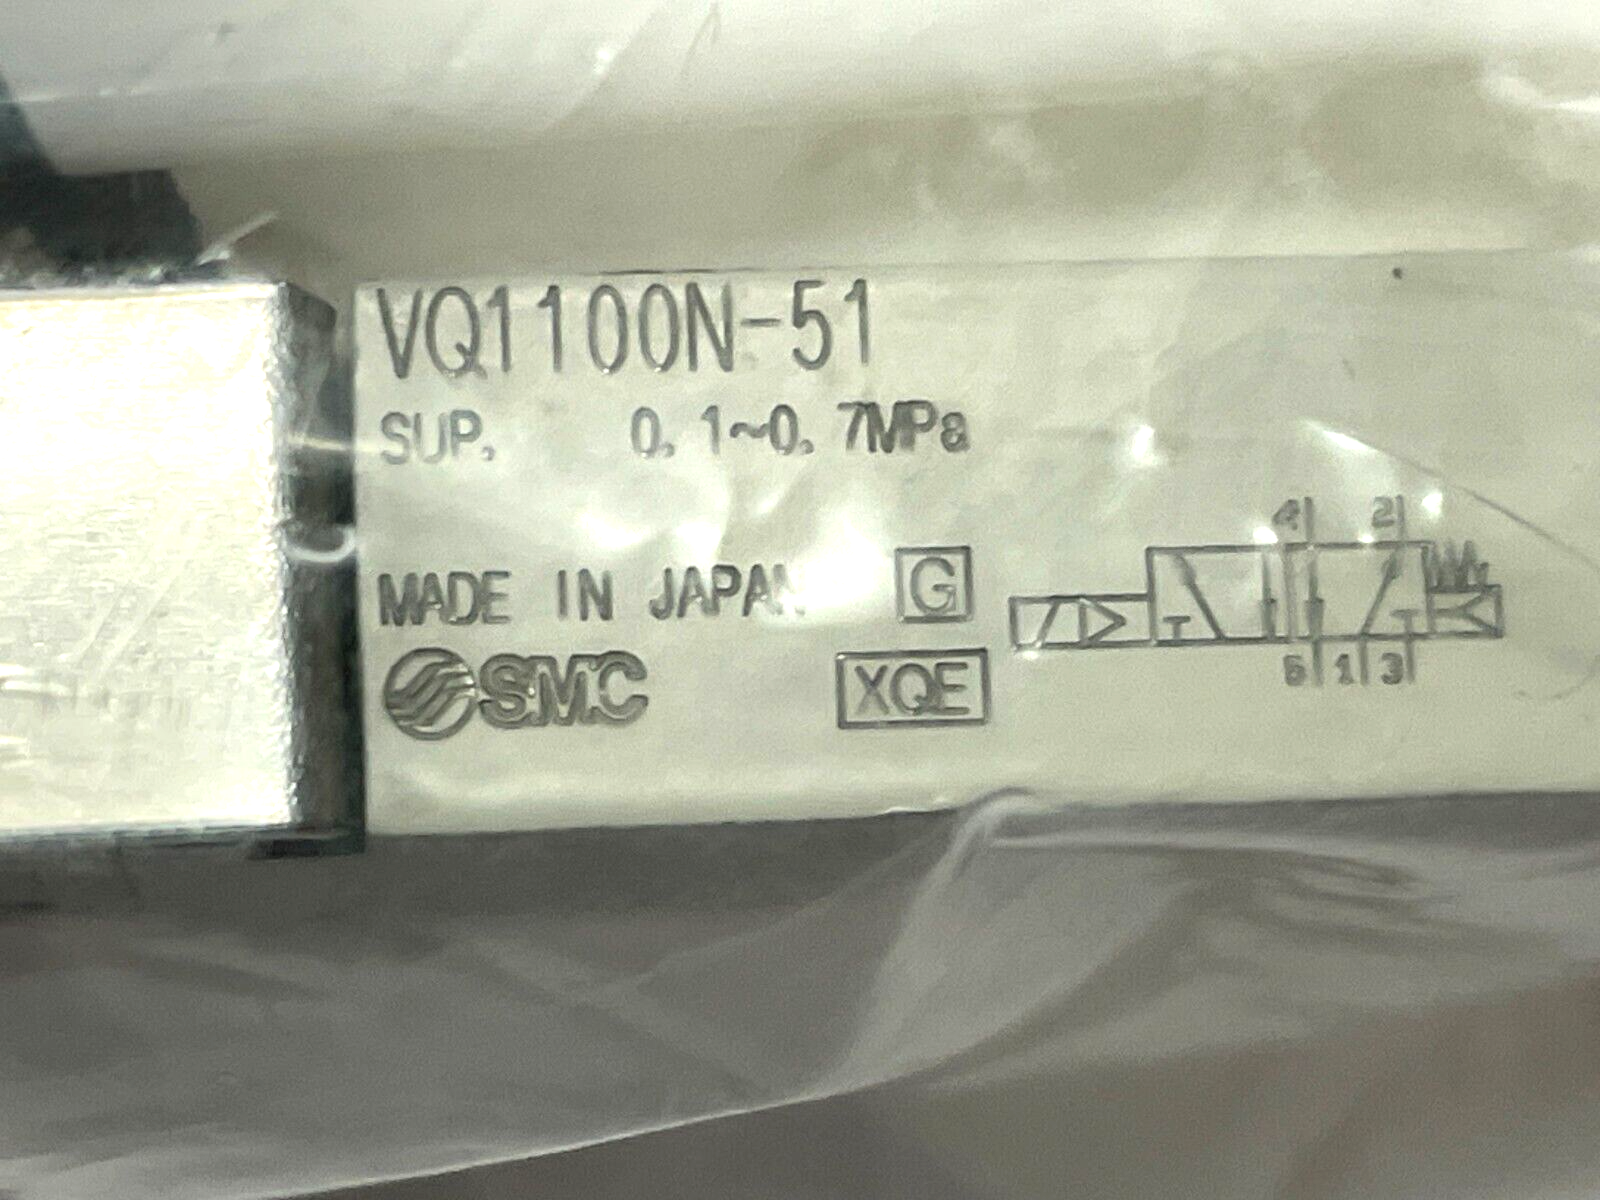 VQ1100N-51
SUP. 0.1~0.7MPa
MADE IN JAPAN G
SMC XQE
4 2
5 1 3